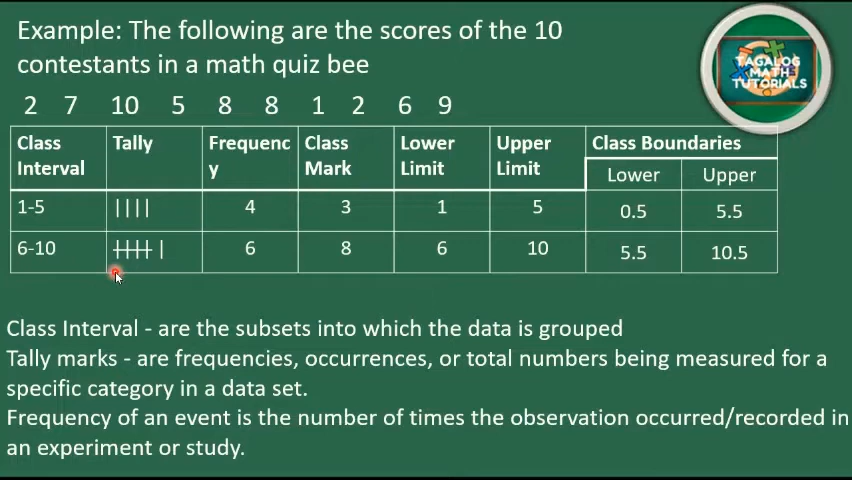 Example: The following are the scores of the 10
contestants in a math quiz bee
TAGALOG
MATH
TUTORIALS
2 7 10 5 8 8 1 2 6 9
Class Interval Tally Frequency Class Mark Lower Limit Upper Limit Class Boundaries
Lower Upper
1-5 |||| 4 3 1 5 0.5 5.5
6-10 |||| | 6 8 6 10 5.5 10.5
Class Interval - are the subsets into which the data is grouped
Tally marks - are frequencies, occurrences, or total numbers being measured for a
specific category in a data set.
Frequency of an event is the number of times the observation occurred/recorded in
an experiment or study.